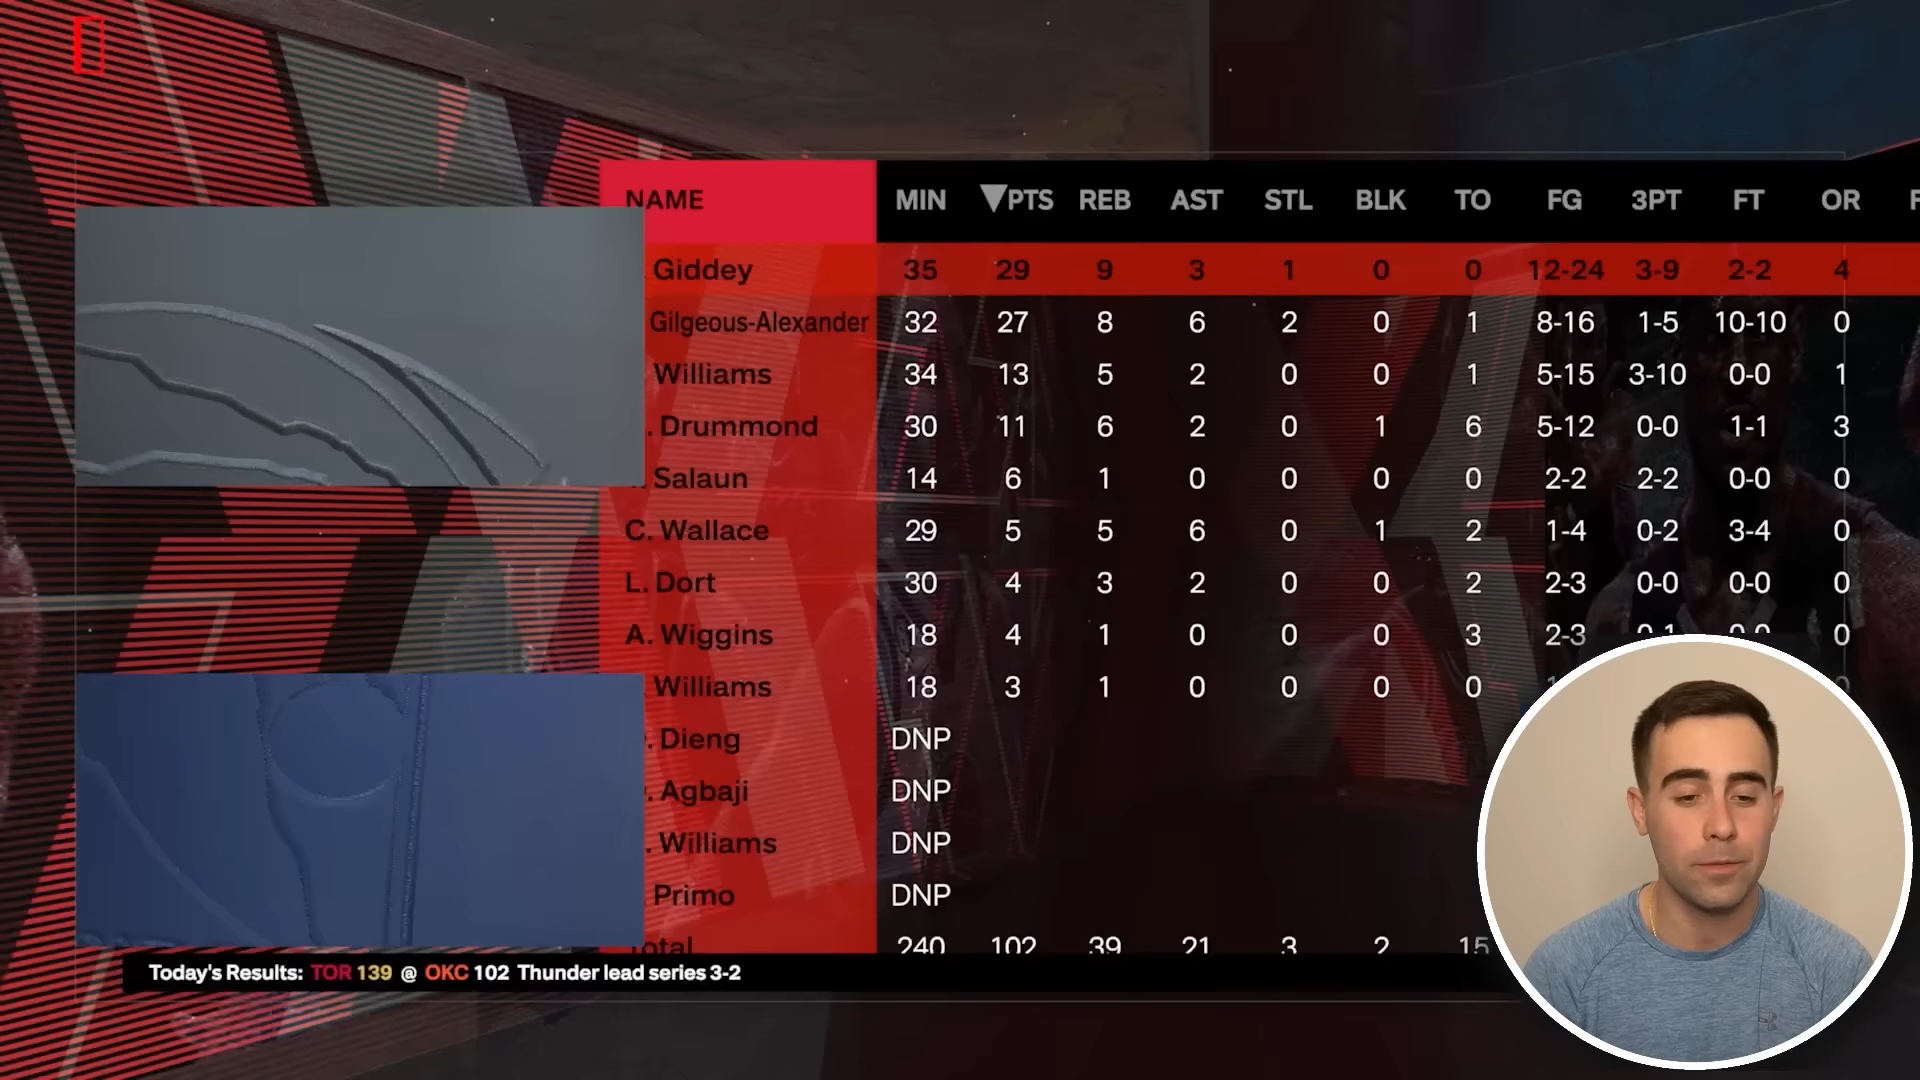 NAME MIN ▼PTS REB AST STL BLK TO FG 3PT FT OR
Giddey 35 29 9 3 1 0 0 12-24 3-9 2-2 4
Gilgeous-Alexander 32 27 8 6 2 0 1 8-16 1-5 10-10 0
Williams 34 13 5 2 0 0 1 5-15 3-10 0-0 1
. Drummond 30 11 6 2 0 1 6 5-12 0-0 1-1 3
Salaun 14 6 1 0 0 0 0 2-2 2-2 0-0 0
C. Wallace 29 5 5 6 0 1 2 1-4 0-2 3-4 0
L. Dort 30 4 3 2 0 0 2 2-3 0-0 0-0 0
A. Wiggins 18 4 1 0 0 0 3 2-3 0-1 0-0 0
Williams 18 3 1 0 0 0 0
. Dieng DNP
. Agbaji DNP
. Williams DNP
Primo DNP
Total 240 102 39 21 3 2 15
Today's Results: TOR 139 @ OKC 102 Thunder lead series 3-2